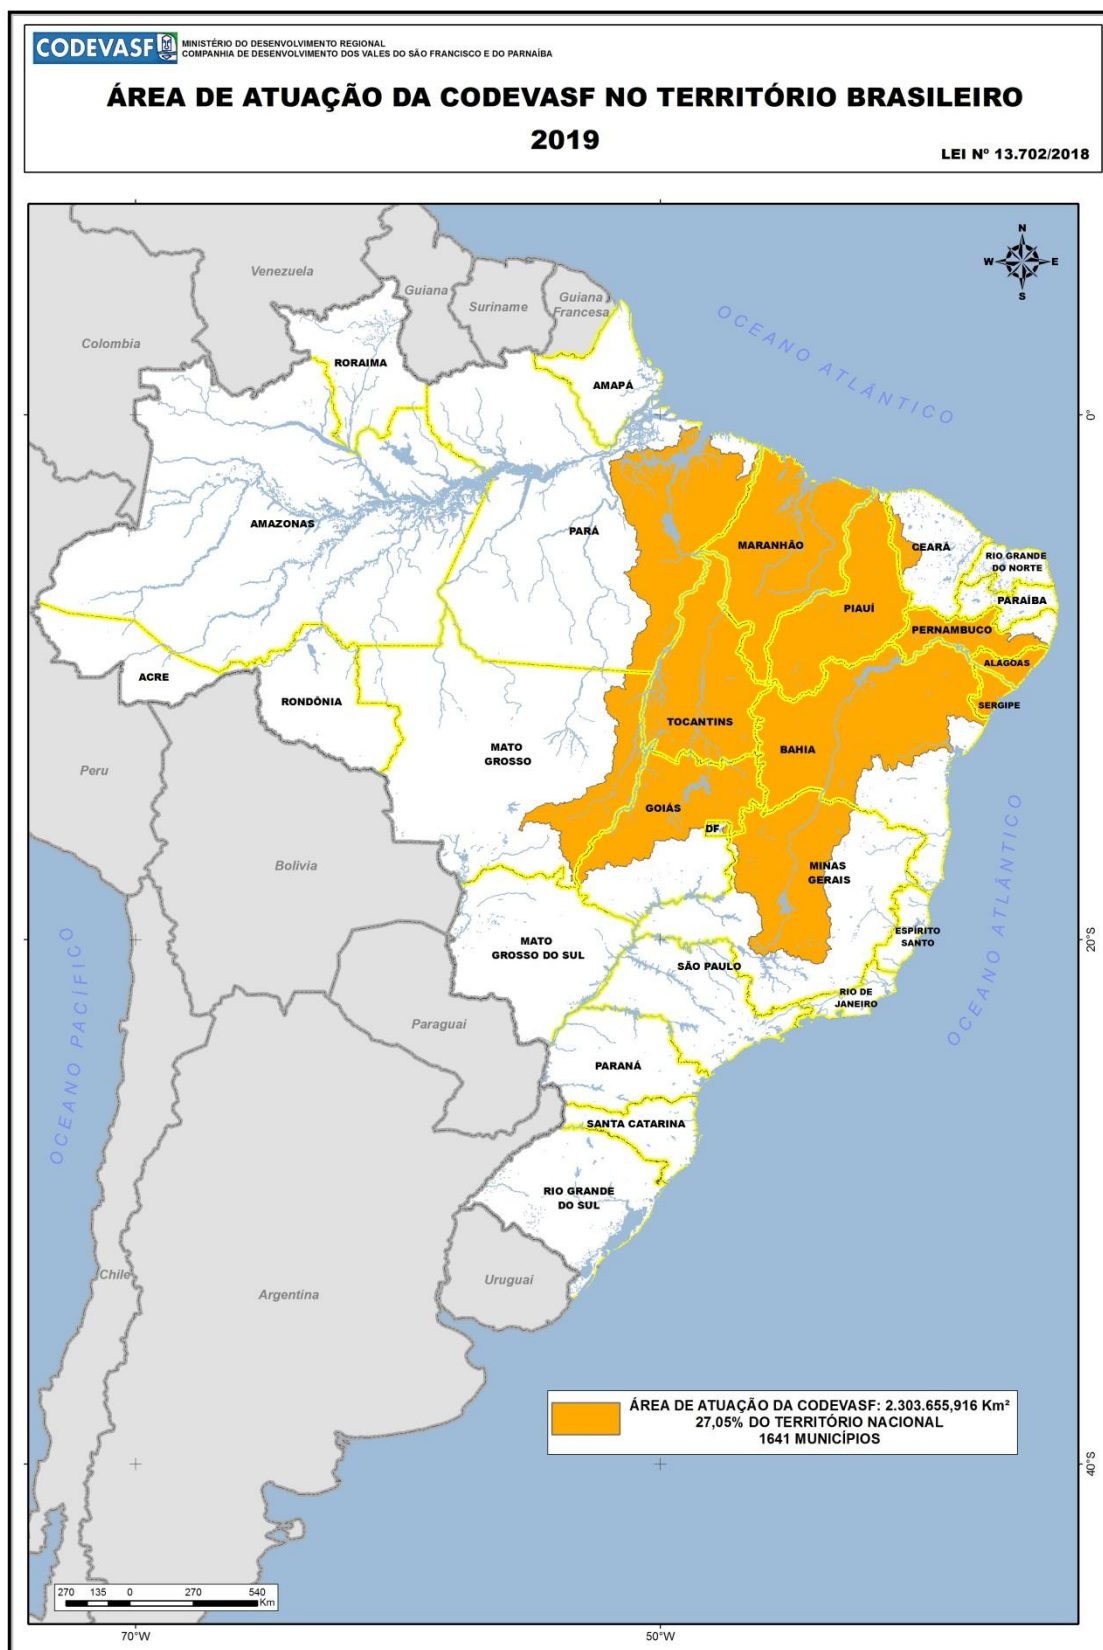 CODEVASF
MINISTÉRIO DO DESENVOLVIMENTO REGIONAL
COMPANHIA DE DESENVOLVIMENTO DOS VALES DO SÃO FRANCISCO E DO PARNAÍBA
ÁREA DE ATUAÇÃO DA CODEVASF NO TERRITÓRIO BRASILEIRO
2019
LEI Nº 13.702/2018
N
W
E
S
Venezuela
Guiana
Suriname
Guiana
Francesa
Colombia
OCEANO ATLÂNTICO
RORAIMA
AMAPÁ
0°
AMAZONAS
PARÁ
MARANHÃO
CEARÁ
RIO GRANDE
DO NORTE
PARAÍBA
PIAUÍ
PERNAMBUCO
ALAGOAS
SERGIPE
ACRE
RONDÔNIA
TOCANTINS
MATO
GROSSO
BAHIA
Peru
GOIÁS
DF
Bolivia
MINAS
GERAIS
OCEANO ATLÂNTICO
ESPÍRITO
SANTO
20°S
MATO
GROSSO DO SUL
SÃO PAULO
RIO DE
JANEIRO
OCEANO PACÍFICO
Paraguai
PARANÁ
SANTA CATARINA
RIO GRANDE
DO SUL
Chile
Argentina
Uruguai
ÁREA DE ATUAÇÃO DA CODEVASF: 2.303.655,916 Km²
27,05% DO TERRITÓRIO NACIONAL
1641 MUNICÍPIOS
40°S
270 135 0 270 540
Km
70°W
50°W